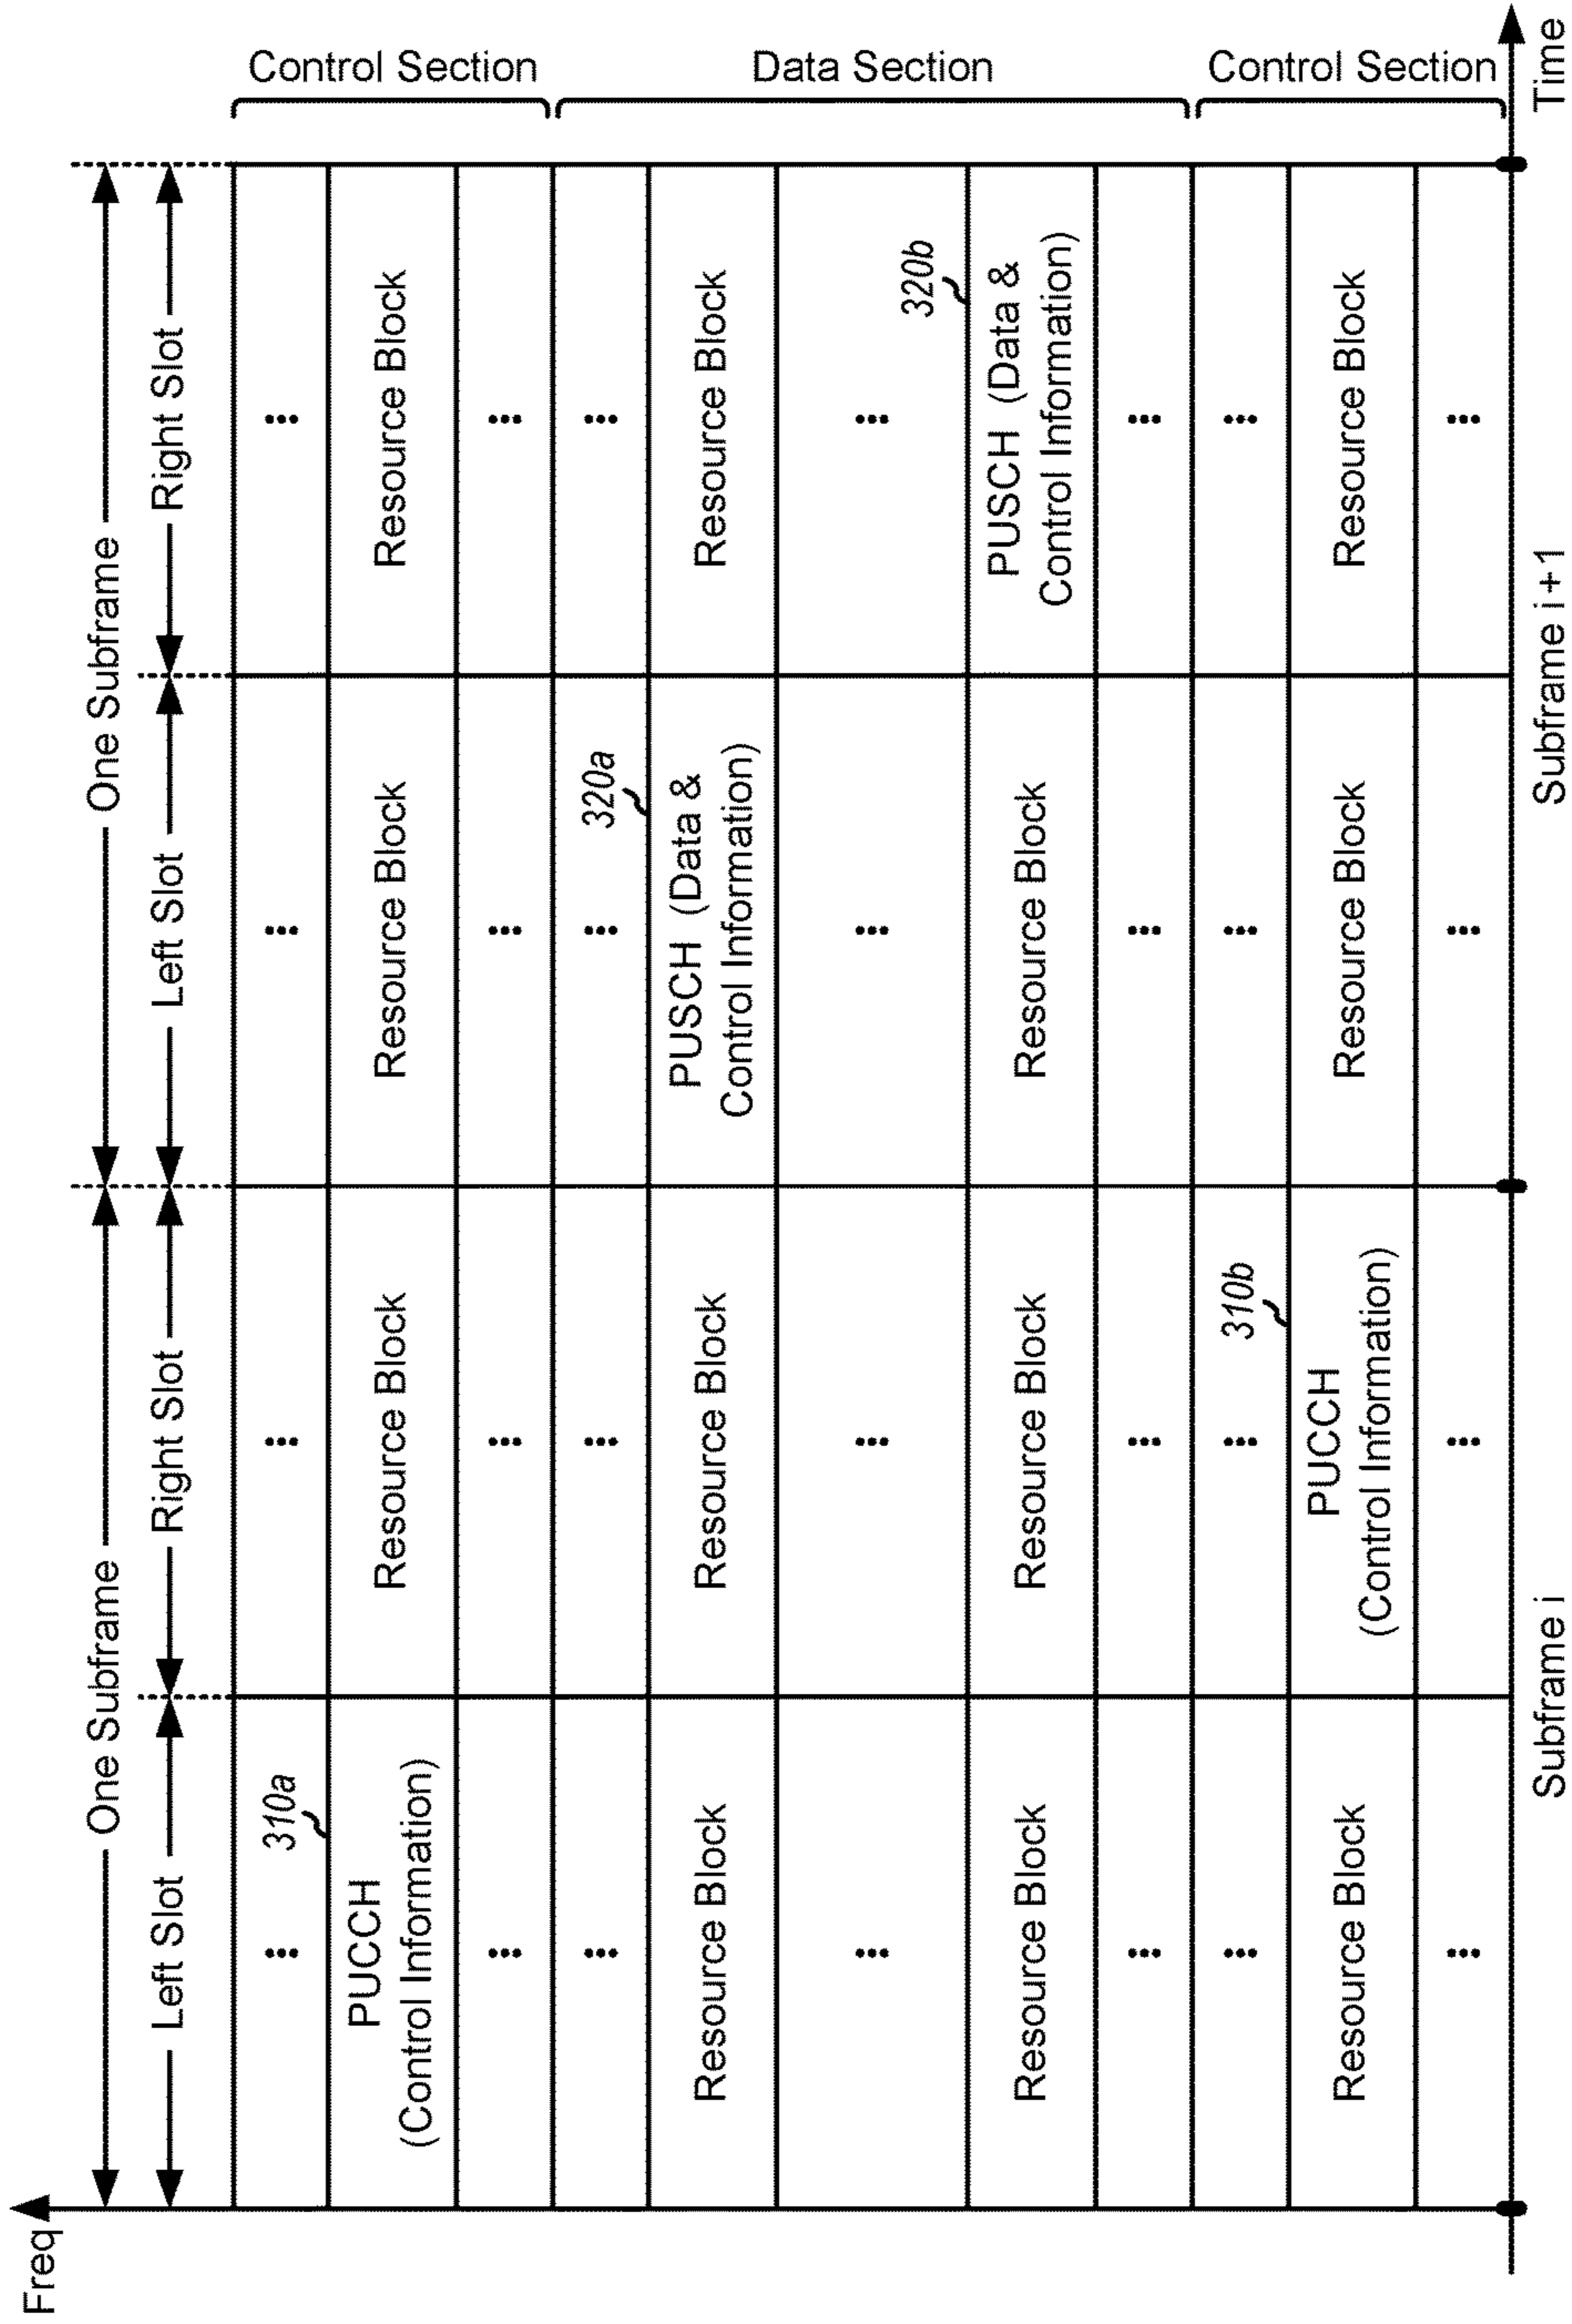 Freq
One Subframe
One Subframe
Left Slot
Right Slot
Left Slot
Right Slot
310a
...
...
...
...
Control Section
PUCCH
(Control Information)
Resource Block
Resource Block
Resource Block
...
...
...
...
320a
...
...
...
...
Data Section
Resource Block
Resource Block
PUSCH (Data &
Control Information)
Resource Block
320b
...
...
...
...
Resource Block
Resource Block
Resource Block
PUSCH (Data &
Control Information)
...
...
...
...
310b
...
...
...
...
Control Section
Resource Block
PUCCH
(Control Information)
Resource Block
Resource Block
...
...
...
...
Subframe i
Subframe i+1
Time